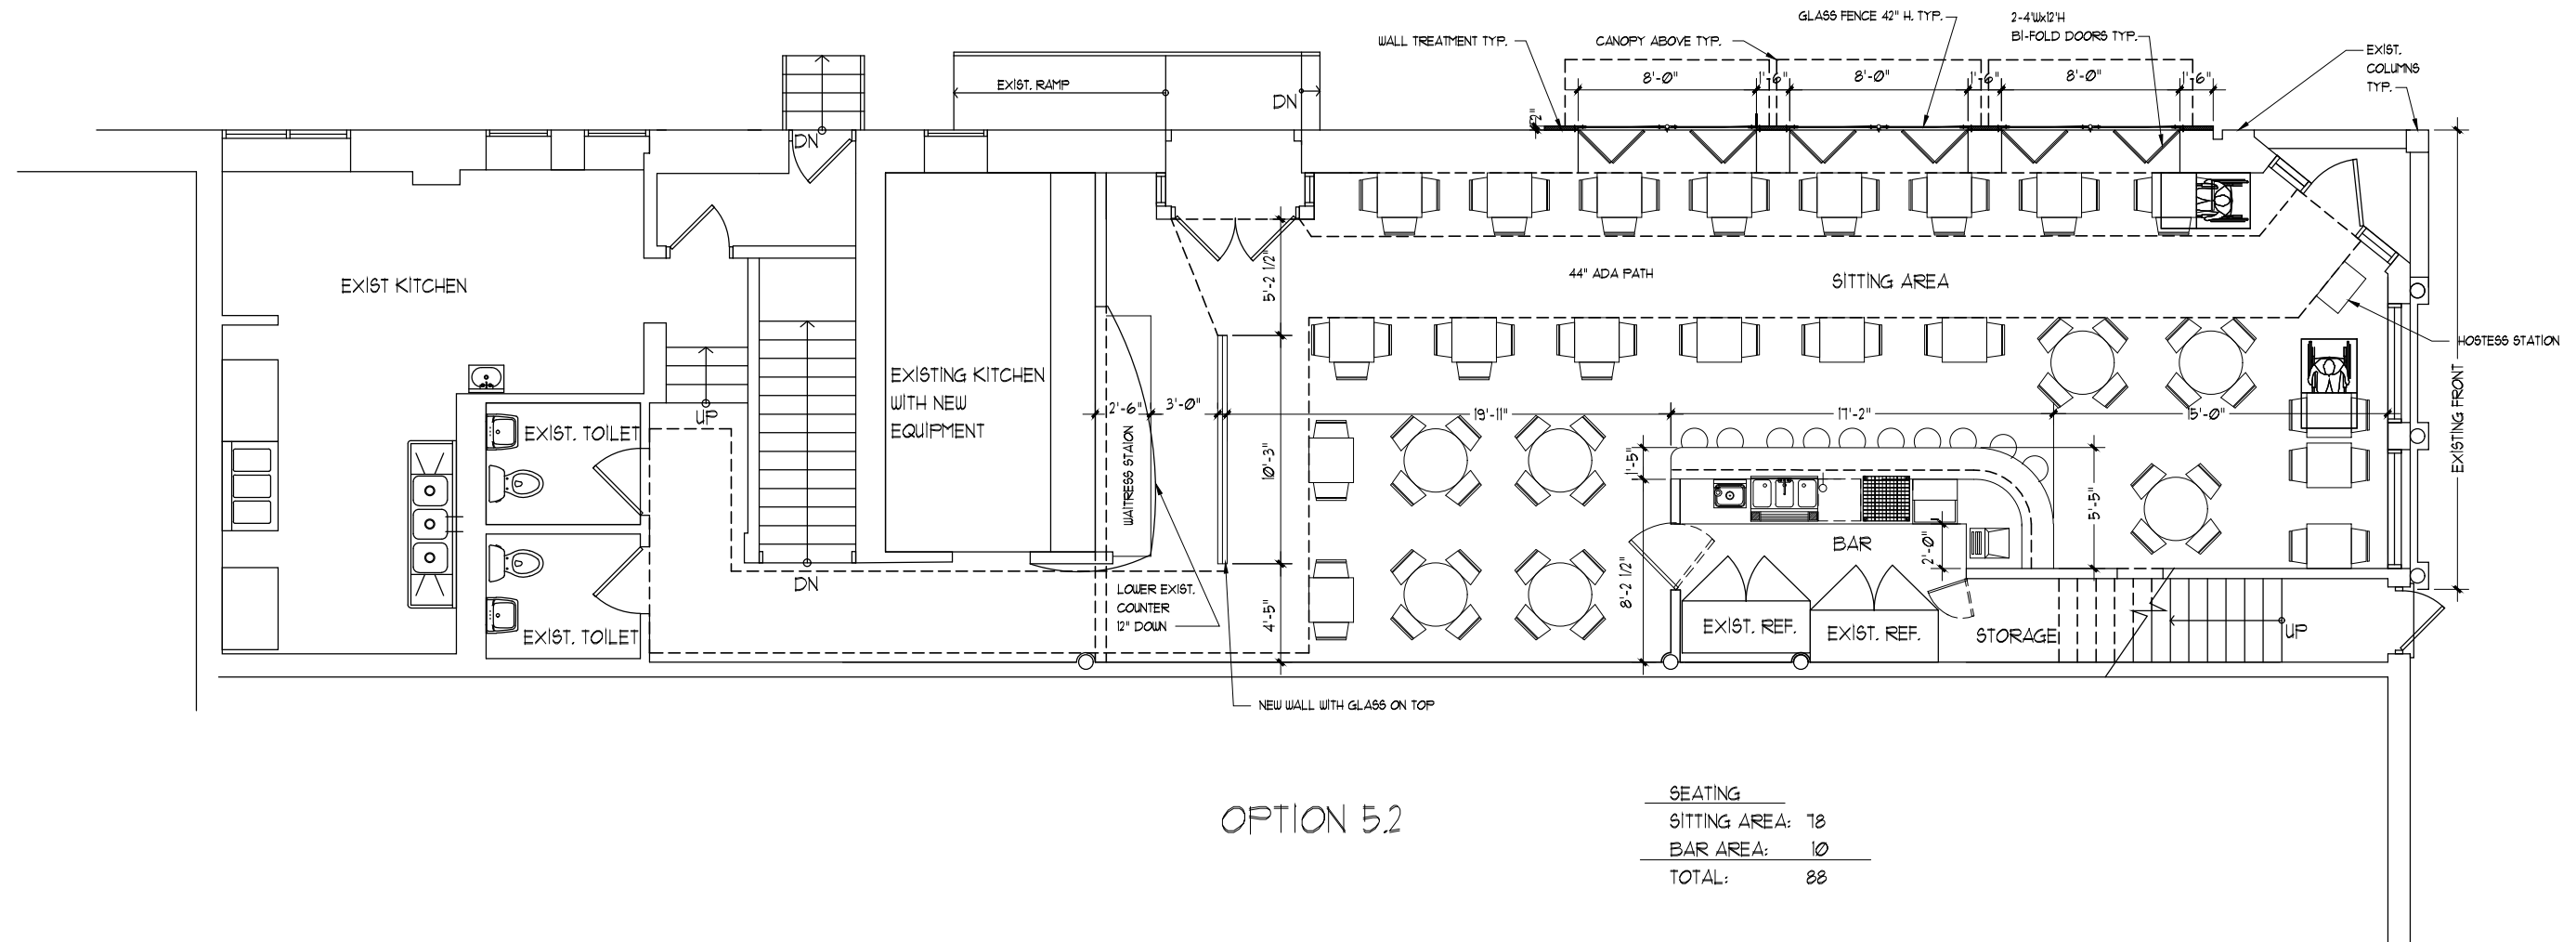 GLASS FENCE 42" H. TYP.
2-4'Wx12'H
BI-FOLD DOORS TYP.
WALL TREATMENT TYP.
CANOPY ABOVE TYP.
EXIST.
COLUMNS
TYP.
EXIST. RAMP
DN
8'-0"
1'-6"
8'-0"
1'-6"
8'-0"
1'-6"
2"
DN
EXIST KITCHEN
5'-2 1/2"
44" ADA PATH
SITTING AREA
HOSTESS STATION
EXISTING FRONT
EXISTING KITCHEN
WITH NEW
EQUIPMENT
UP
2'-6"
3'-0"
19'-11"
17'-2"
15'-0"
EXIST. TOILET
WAITRESS STAION
10'-3"
1'-5"
5'-5"
BAR
2'-0"
8'-2 1/2"
DN
LOWER EXIST.
COUNTER
12" DOWN
4'-5"
EXIST. TOILET
EXIST. REF.
EXIST. REF.
STORAGE
UP
NEW WALL WITH GLASS ON TOP
OPTION 5.2
SEATING
SITTING AREA: 78
BAR AREA: 10
TOTAL: 88